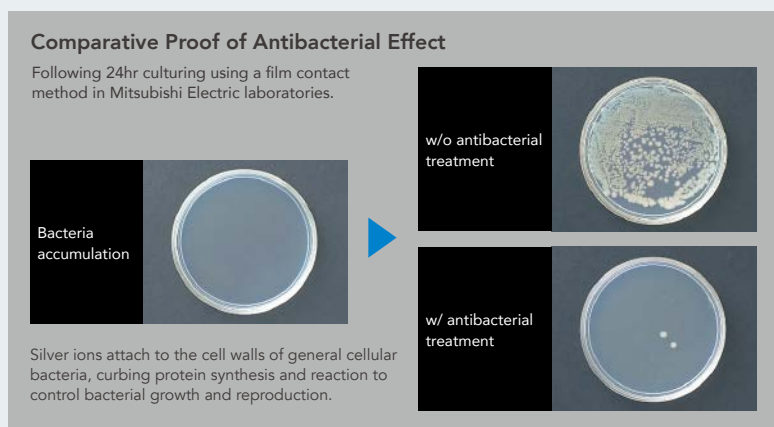 Comparative Proof of Antibacterial Effect
Following 24hr culturing using a film contact
method in Mitsubishi Electric laboratories.
Bacteria
accumulation
w/o antibacterial
treatment
w/ antibacterial
treatment
Silver ions attach to the cell walls of general cellular
bacteria, curbing protein synthesis and reaction to
control bacterial growth and reproduction.